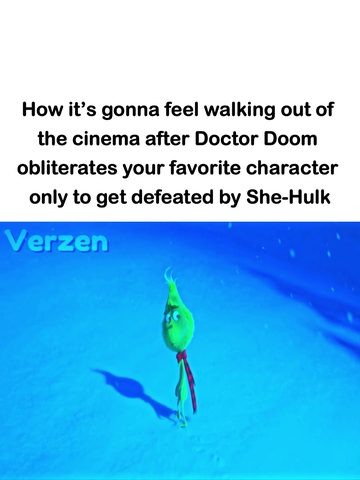 How it’s gonna feel walking out of
the cinema after Doctor Doom
obliterates your favorite character
only to get defeated by She-Hulk
Verzen